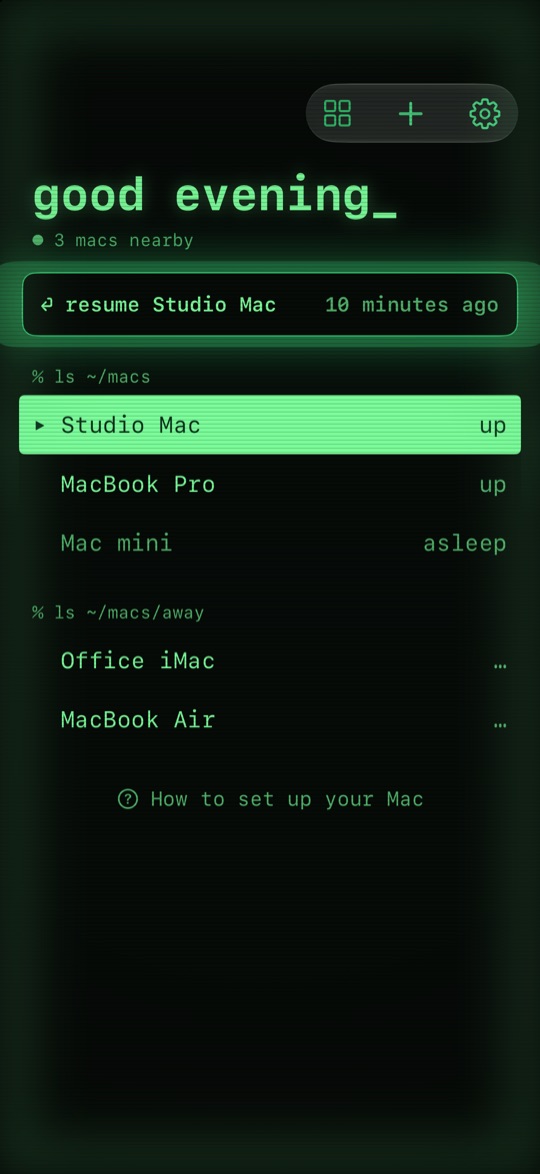 good evening_
3 macs nearby
⏎ resume Studio Mac 10 minutes ago
% ls ~/macs
▸ Studio Mac up
MacBook Pro up
Mac mini asleep
% ls ~/macs/away
Office iMac …
MacBook Air …
? How to set up your Mac